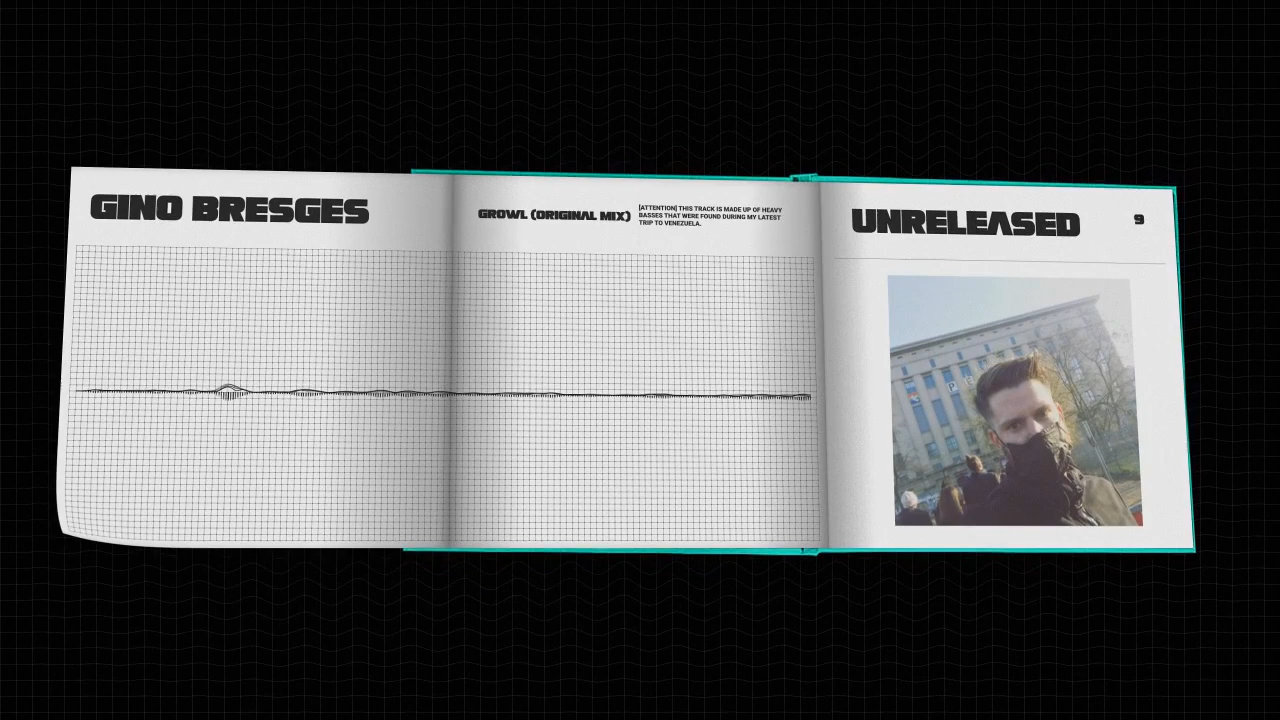 GINO BRESGES
GROWL (ORIGINAL MIX)
[ATTENTION] THIS TRACK IS MADE UP OF HEAVY
BASSES THAT WERE FOUND DURING MY LATEST
TRIP TO VENEZUELA.
UNRELEASED
9